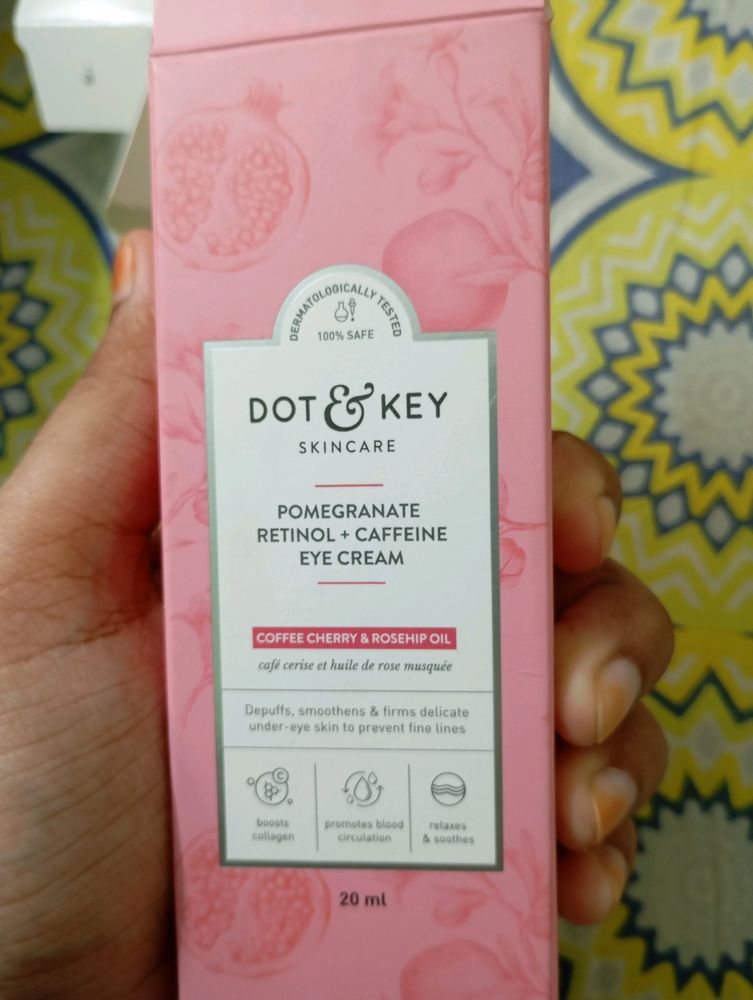 DERMATOLOGICALLY TESTED
100% SAFE
DOT & KEY
SKINCARE
POMEGRANATE
RETINOL + CAFFEINE
EYE CREAM
COFFEE CHERRY & ROSEHIP OIL
café cerise et huile de rose musquée
Depuffs, smoothens & firms delicate
under-eye skin to prevent fine lines
C
boosts
collagen
promotes blood
circulation
relaxes
& soothes
20 ml